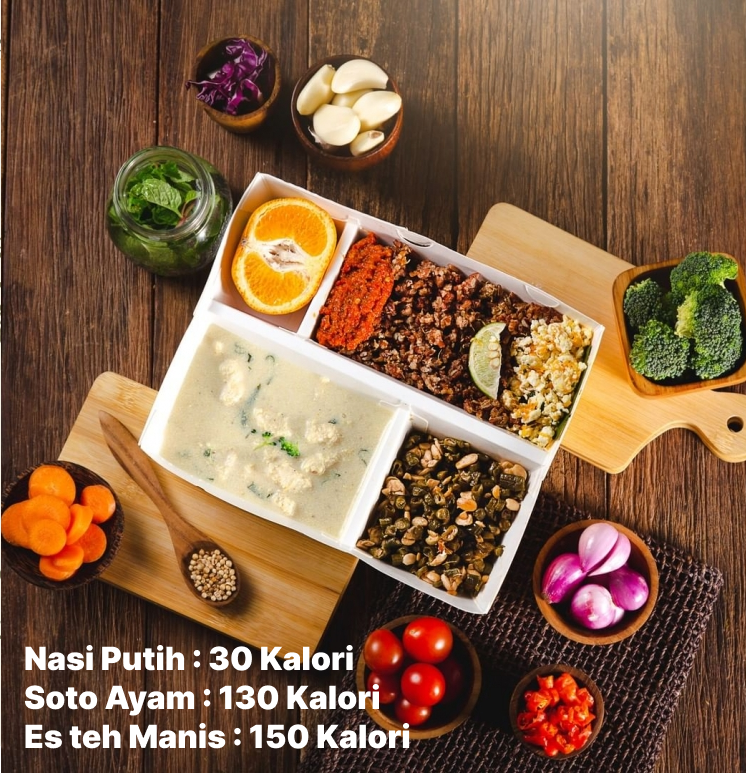 Nasi Putih : 30 Kalori
Soto Ayam : 130 Kalori
Es teh Manis : 150 Kalori